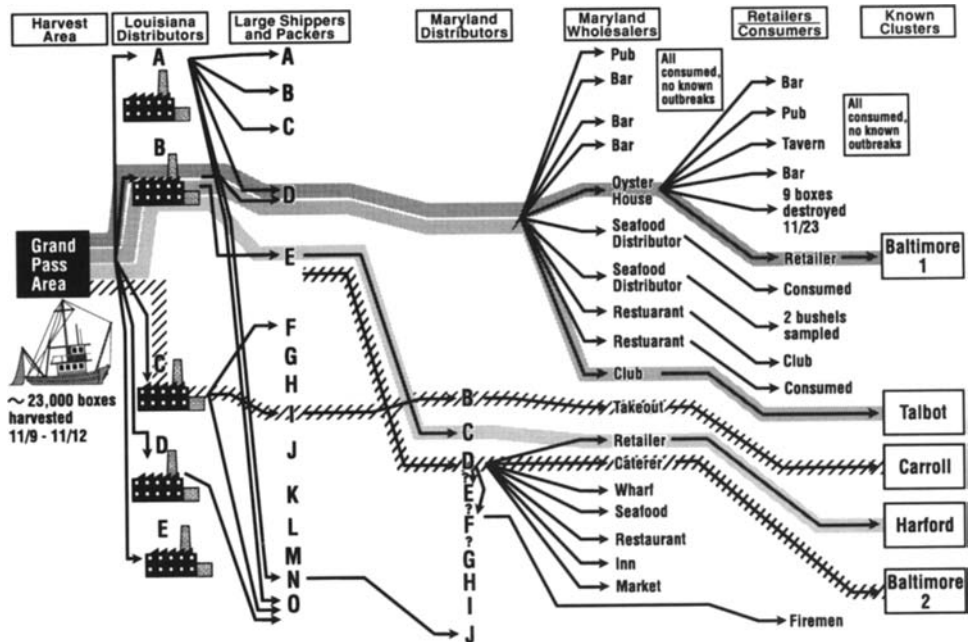 Harvest
Area
Louisiana
Distributors
Large Shippers
and Packers
Maryland
Distributors
Maryland
Wholesalers
Retailers
Consumers
Known
Clusters
Grand
Pass
Area
~ 23,000 boxes
harvested
11/9 - 11/12
A
B
C
D
E
A
B
C
D
E
F
G
H
I
J
K
L
M
N
O
B
C
D
?
E
?
F
?
G
H
I
J
Pub
Bar
Bar
Bar
Oyster
House
Seafood
Distributor
Seafood
Distributor
Restuarant
Restuarant
Club
Takeout
Retailer
Caterer
Wharf
Seafood
Restaurant
Inn
Market
All
consumed,
no known
outbreaks
Bar
Pub
Tavern
Bar
9 boxes
destroyed
11/23
Retailer
Consumed
2 bushels
sampled
Club
Consumed
Firemen
All
consumed,
no known
outbreaks
Baltimore
1
Talbot
Carroll
Harford
Baltimore
2